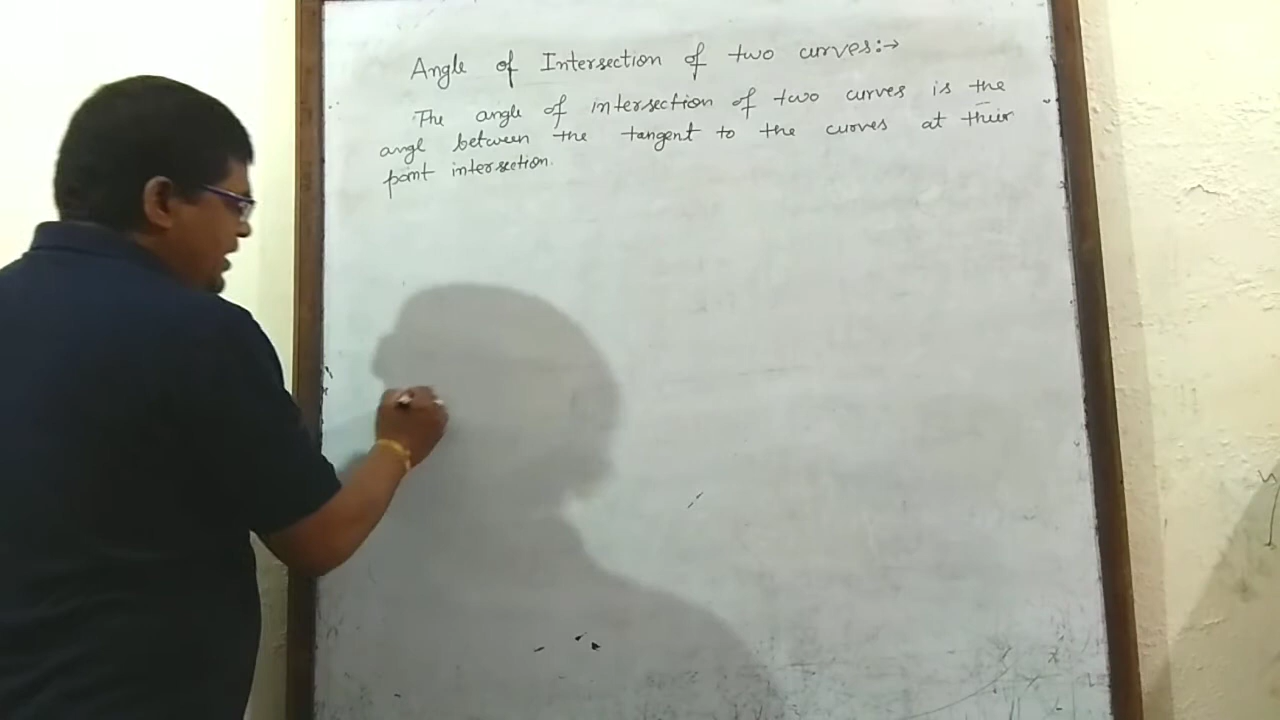 Angle of Intersection of two curves:→
The angle of intersection of two curves is the
angl between the tangent to the curves at their
point intersection.